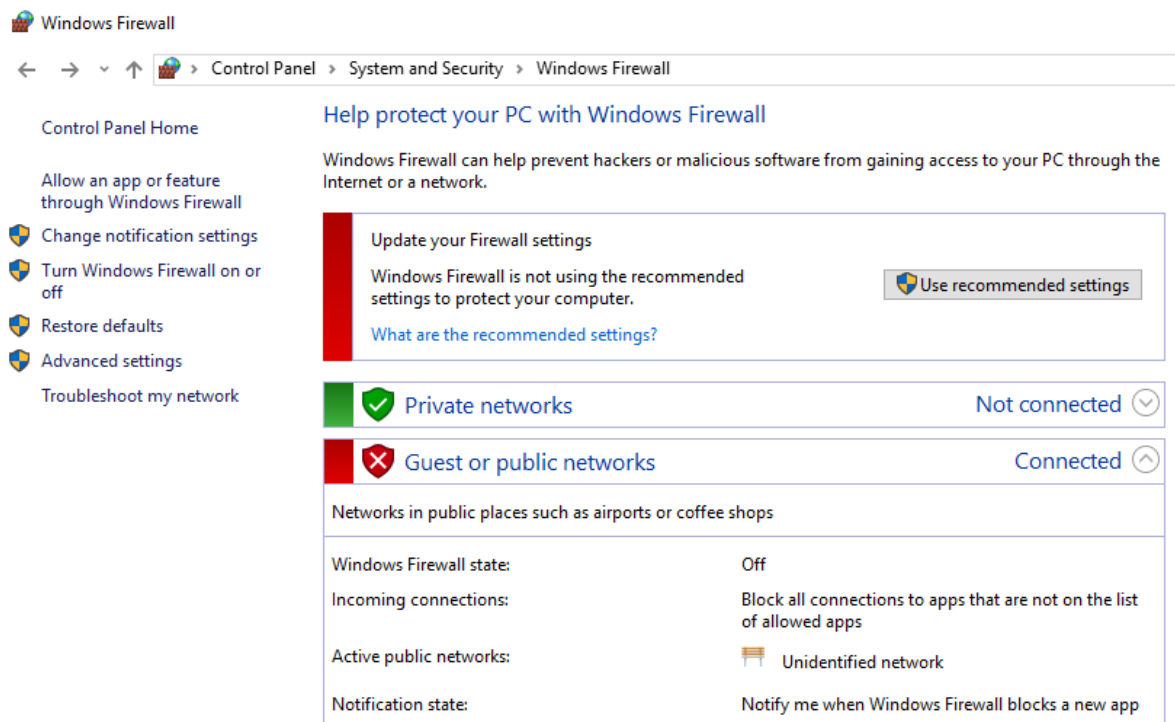 Windows Firewall
Control Panel > System and Security > Windows Firewall
Control Panel Home
Allow an app or feature
through Windows Firewall
Change notification settings
Turn Windows Firewall on or
off
Restore defaults
Advanced settings
Troubleshoot my network
Help protect your PC with Windows Firewall
Windows Firewall can help prevent hackers or malicious software from gaining access to your PC through the
Internet or a network.
Update your Firewall settings
Windows Firewall is not using the recommended
settings to protect your computer.
Use recommended settings
What are the recommended settings?
Private networks Not connected
Guest or public networks Connected
Networks in public places such as airports or coffee shops
Windows Firewall state: Off
Incoming connections: Block all connections to apps that are not on the list
of allowed apps
Active public networks: Unidentified network
Notification state: Notify me when Windows Firewall blocks a new app